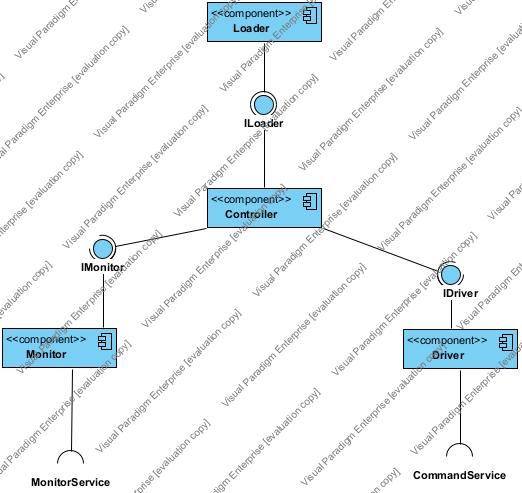 <<component>>
Loader
ILoader
<<component>>
Controller
IMonitor
IDriver
<<component>>
Monitor
<<component>>
Driver
MonitorService
CommandService
Visual Paradigm Enterprise [evaluation copy]